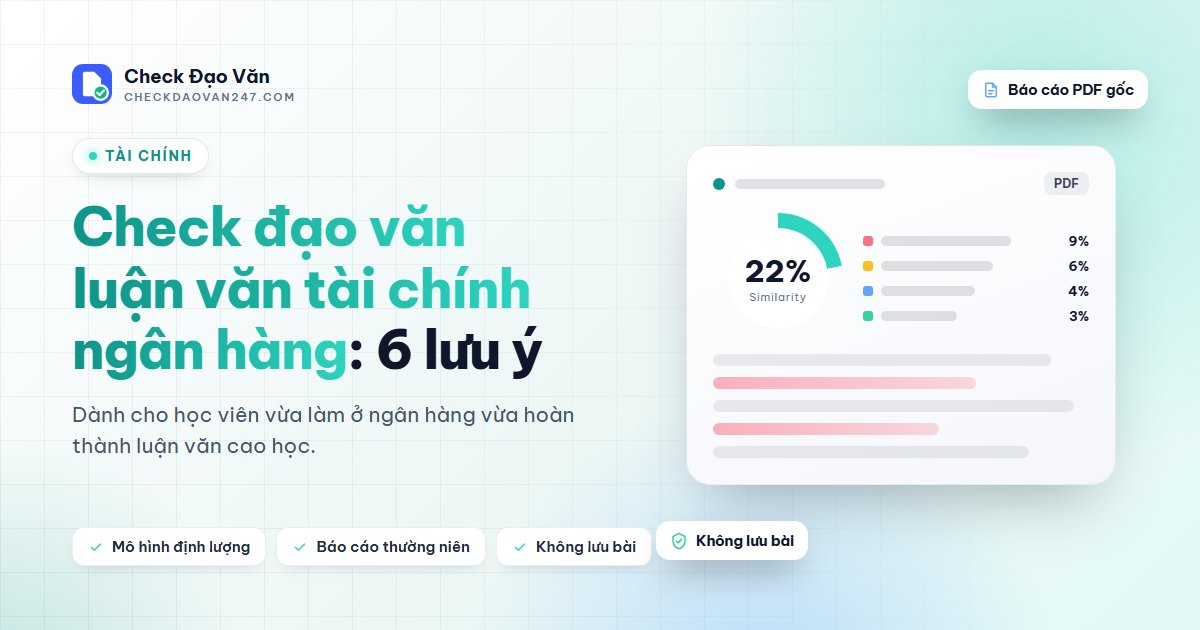 Check Đạo Văn
CHECKDAOVAN247.COM
Báo cáo PDF gốc
TÀI CHÍNH
Check đạo văn
luận văn tài chính
ngân hàng: 6 lưu ý
Dành cho học viên vừa làm ở ngân hàng vừa hoàn
thành luận văn cao học.
PDF
22%
Similarity
9%
6%
4%
3%
Mô hình định lượng
Báo cáo thường niên
Không lưu bài
Không lưu bài